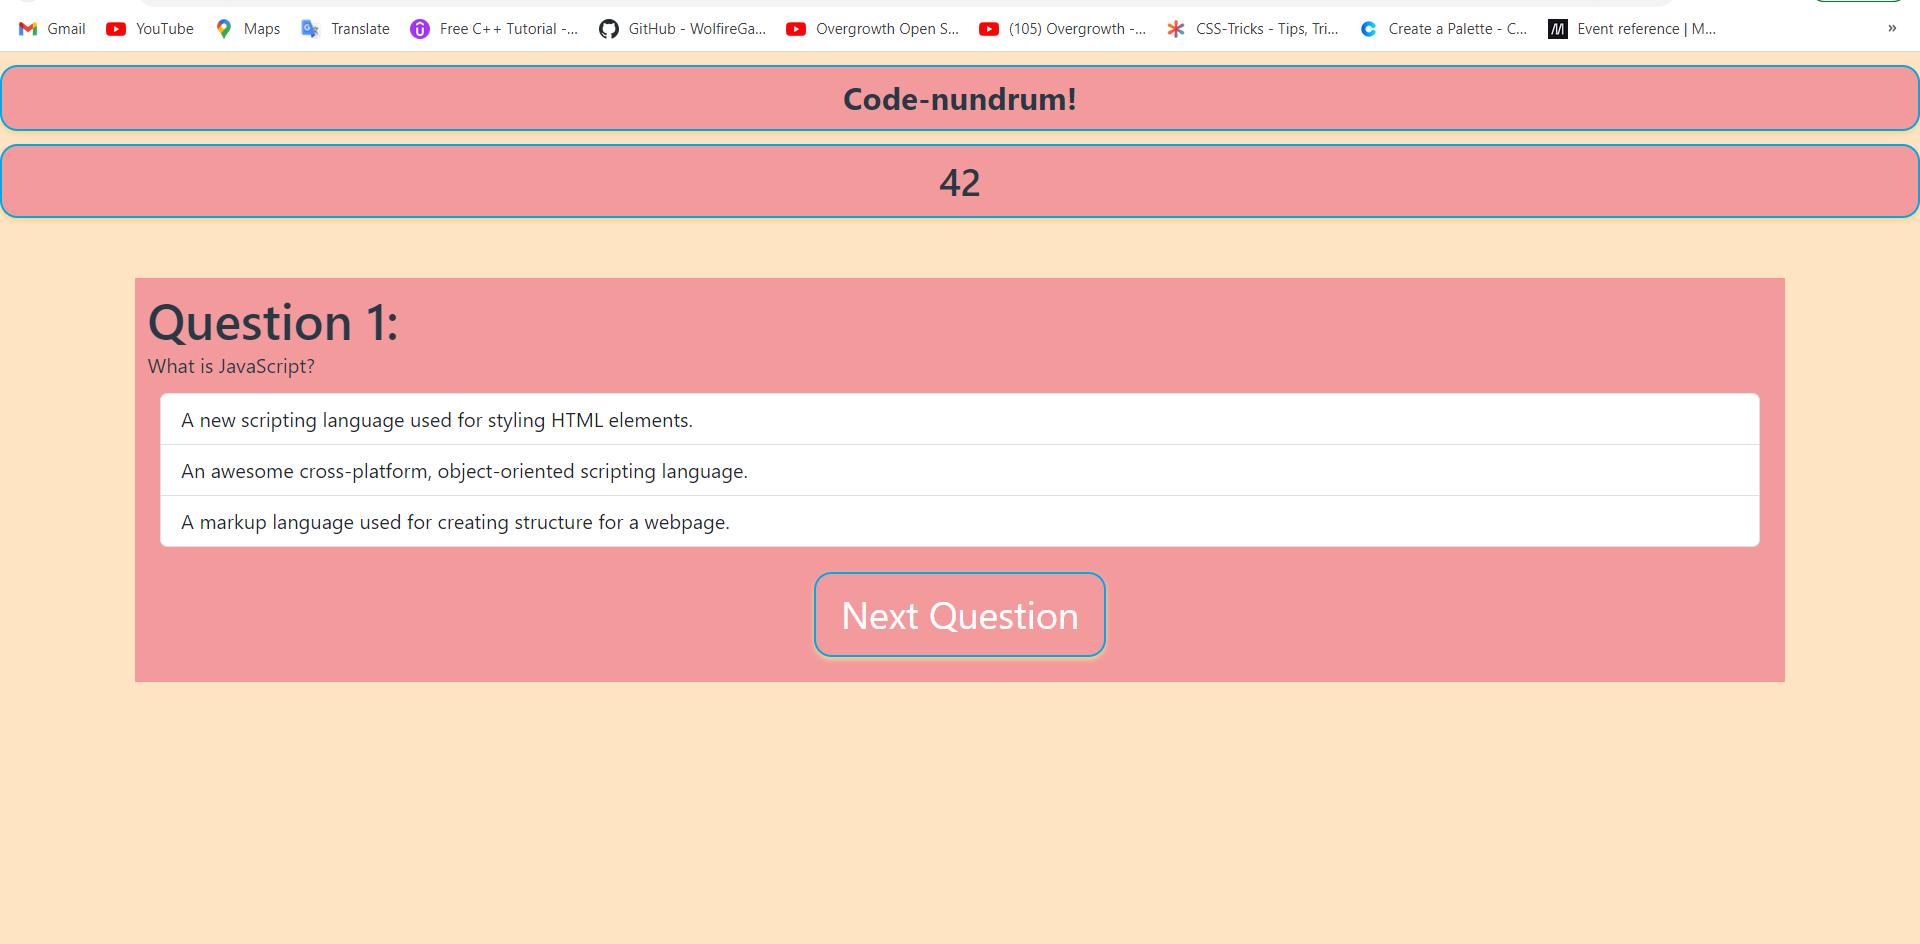 Gmail YouTube Maps Translate Free C++ Tutorial -... GitHub - WolfireGa... Overgrowth Open S... (105) Overgrowth -... CSS-Tricks - Tips, Tri... Create a Palette - C... Event reference | M... »
Code-nundrum!
42
Question 1:
What is JavaScript?
A new scripting language used for styling HTML elements.
An awesome cross-platform, object-oriented scripting language.
A markup language used for creating structure for a webpage.
Next Question